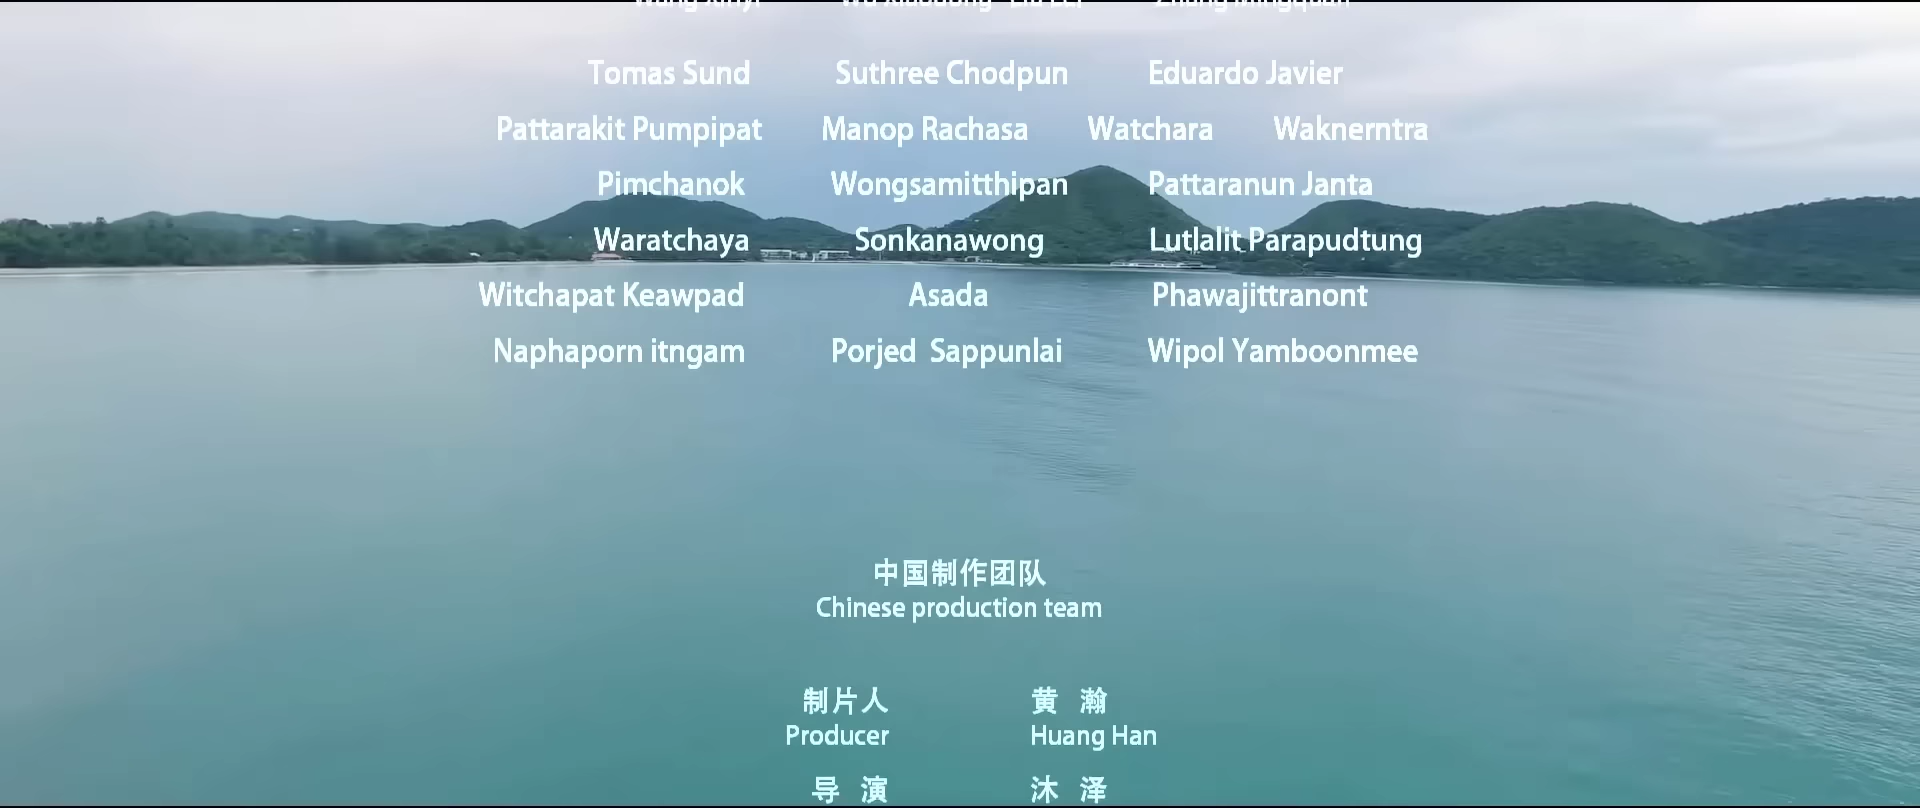 Tomas Sund Suthree Chodpun Eduardo Javier
Pattarakit Pumpipat Manop Rachasa Watchara Waknerntra
Pimchanok Wongsamitthipan Pattaranun Janta
Waratchaya Sonkanawong Lutlalit Parapudtung
Witchapat Keawpad Asada Phawajittranont
Naphaporn itngam Porjed Sappunlai Wipol Yamboonmee
中国制作团队
Chinese production team
制片人 黄 瀚
Producer Huang Han
导 演 沐 泽